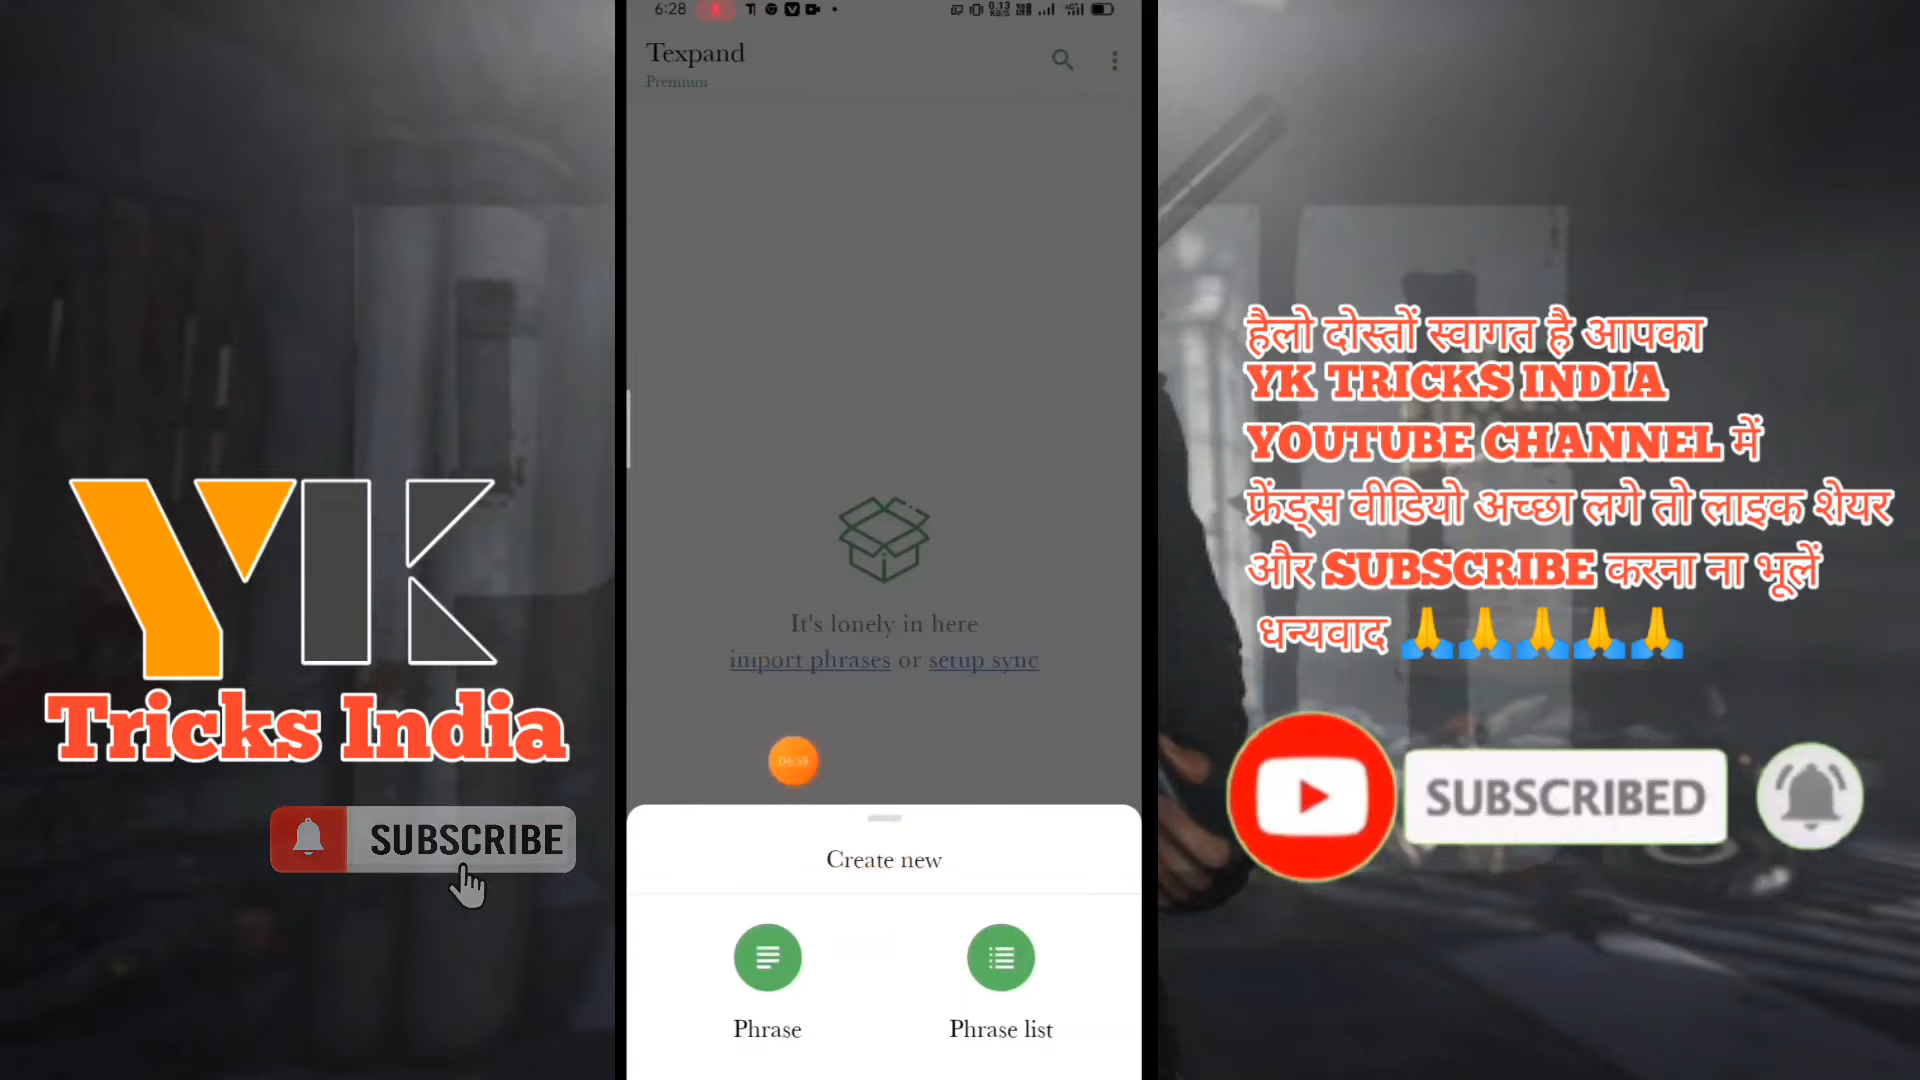 YK
Tricks India
SUBSCRIBE
6:28
Texpand
Premium
It's lonely in here
import phrases or setup sync
04:58
Create new
Phrase
Phrase list
हैलो दोस्तों स्वागत है आपका
YK TRICKS INDIA
YOUTUBE CHANNEL में
फ्रेंड्स वीडियो अच्छा लगे तो लाइक शेयर
और SUBSCRIBE करना ना भूलें
धन्यवाद 🙏🙏🙏🙏🙏
SUBSCRIBED